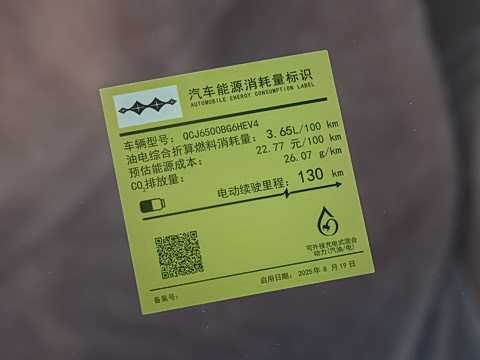 汽车能源消耗量标识
AUTOMOBILE ENERGY CONSUMPTION LABEL
车辆型号: QCJ6500BG6HEV4
油电综合折算燃料消耗量: 3.65L/100 km
预估能源成本: 22.77 元/100 km
CO₂排放量: 26.07 g/km
电动续驶里程: 130 km
可外接充电式混合
动力(汽油/电)
备案号:
启用日期: 2025年 8 月 19 日